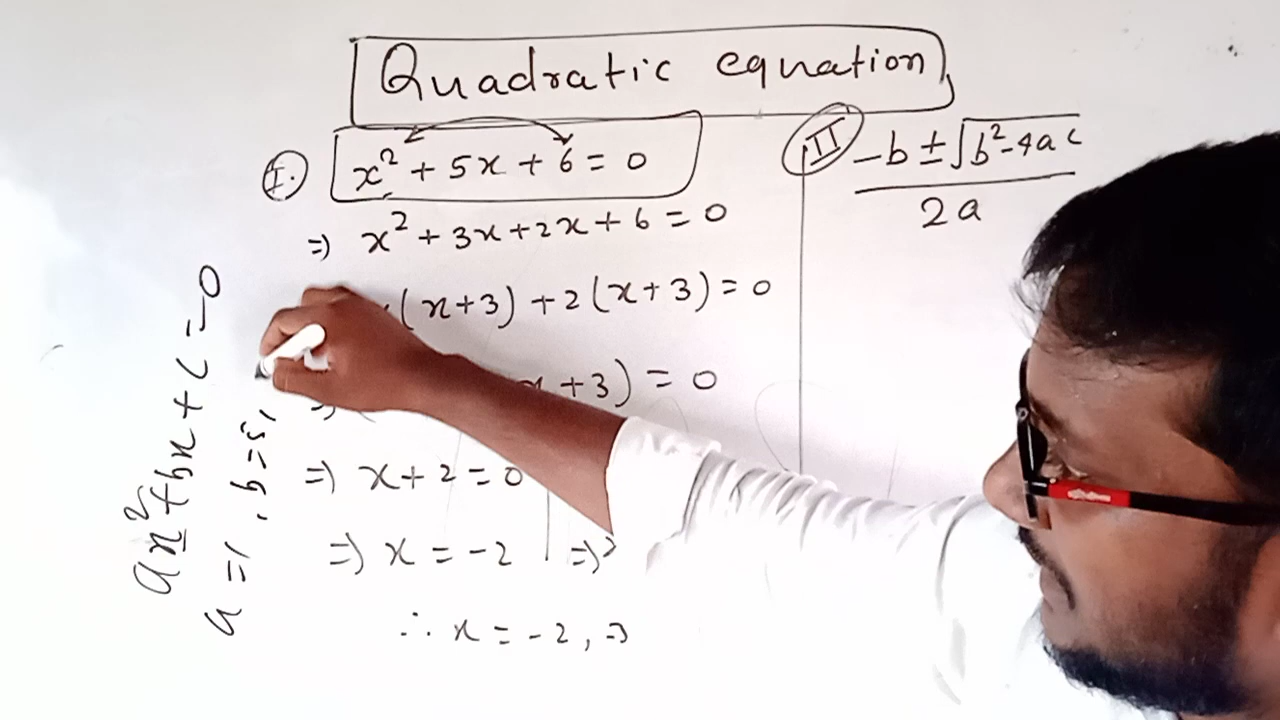 Quadratic equation
I. x² + 5x + 6 = 0
=) x² + 3x + 2x + 6 = 0
(x+3) + 2(x+3) = 0
+3) = 0
=) x + 2 = 0
=) x = -2 =)
∴ x = -2, -3
II -b ± √b²-4ac
2a
ax² + bx + c = 0
a = 1, b = 5,